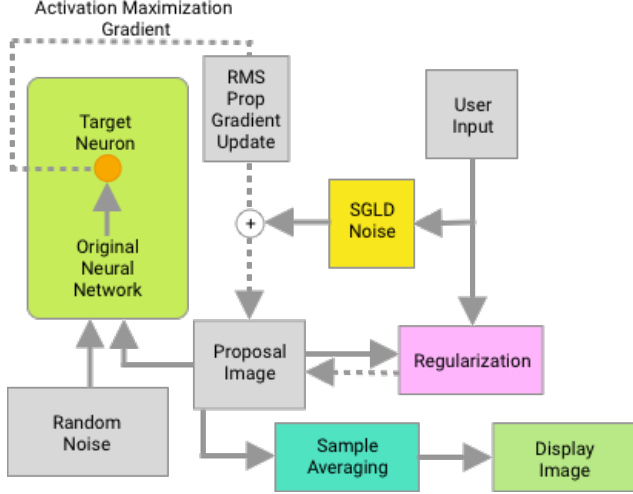 Activation Maximization
Gradient
RMS
Prop
Gradient
Update
User
Input
Target
Neuron
+
SGLD
Noise
Original
Neural
Network
Proposal
Image
Regularization
Random
Noise
Sample
Averaging
Display
Image